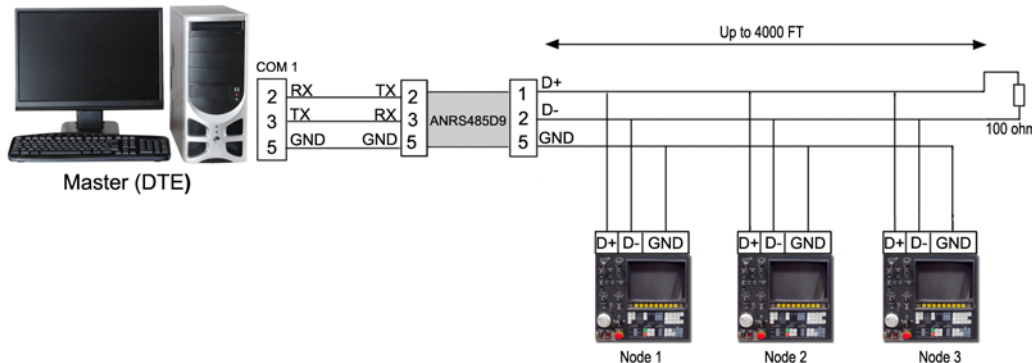 Up to 4000 FT
COM 1
2 RX TX 2
3 TX RX 3
5 GND GND 5
ANRS485D9
1 D+
2 D-
5 GND
100 ohm
Master (DTE)
D+ D- GND
D+ D- GND
D+ D- GND
Node 1
Node 2
Node 3